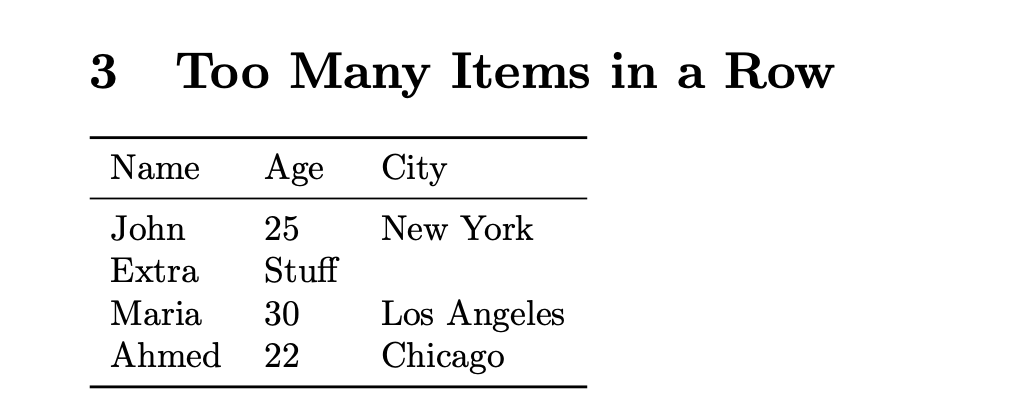 3 Too Many Items in a Row
Name Age City
John 25 New York
Extra Stuff
Maria 30 Los Angeles
Ahmed 22 Chicago